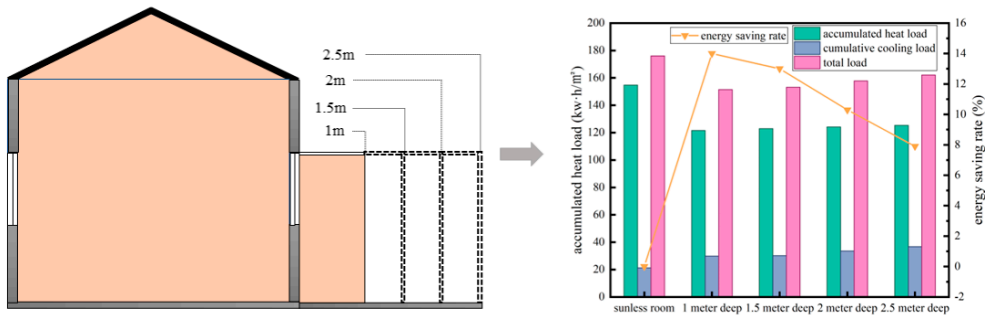 2.5m
2m
1.5m
1m
energy saving rate
accumulated heat load
cumulative cooling load
total load
accumulated heat load (kw·h/m²)
200
180
160
140
120
100
80
60
40
20
0
16
14
12
10
8
6
4
2
0
-2
energy saving rate (%)
sunless room 1 meter deep 1.5 meter deep 2 meter deep 2.5 meter deep